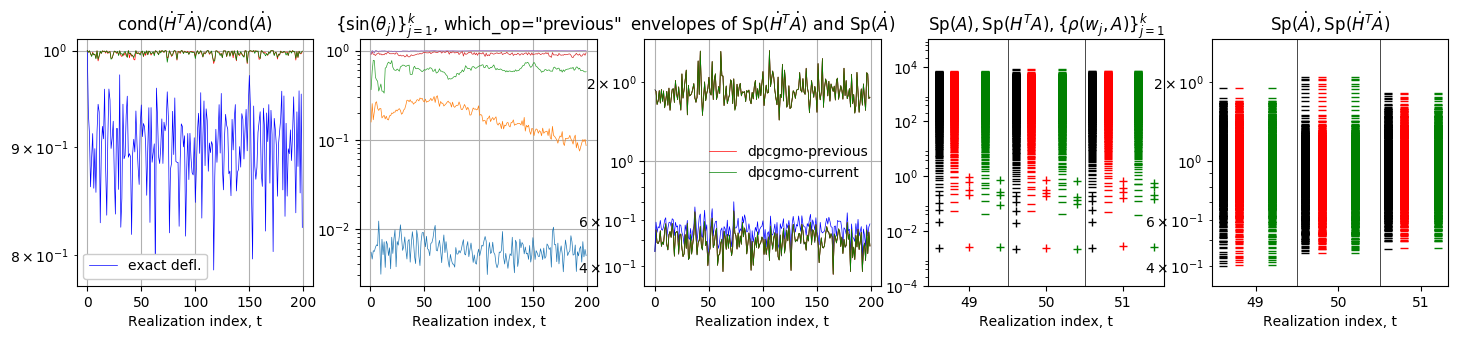 cond(Ḣ^T Ȧ)/cond(Ȧ)
10^0
9 × 10^−1
8 × 10^−1
exact defl.
0 50 100 150 200
Realization index, t
{sin(θ_j)}^k_{j=1}, which_op="previous"
10^0
10^−1
10^−2
0 50 100 150 200
Realization index, t
envelopes of Sp(Ḣ^T Ȧ) and Sp(Ȧ)
2 × 10^0
10^0
6 × 10^−1
4 × 10^−1
dpcgmo-previous
dpcgmo-current
0 50 100 150 200
Realization index, t
Sp(A), Sp(H^T A), {ρ(w_j, A)}^k_{j=1}
10^4
10^2
10^0
10^−2
10^−4
49 50 51
Realization index, t
Sp(Ȧ), Sp(Ḣ^T Ȧ)
2 × 10^0
10^0
6 × 10^−1
4 × 10^−1
49 50 51
Realization index, t